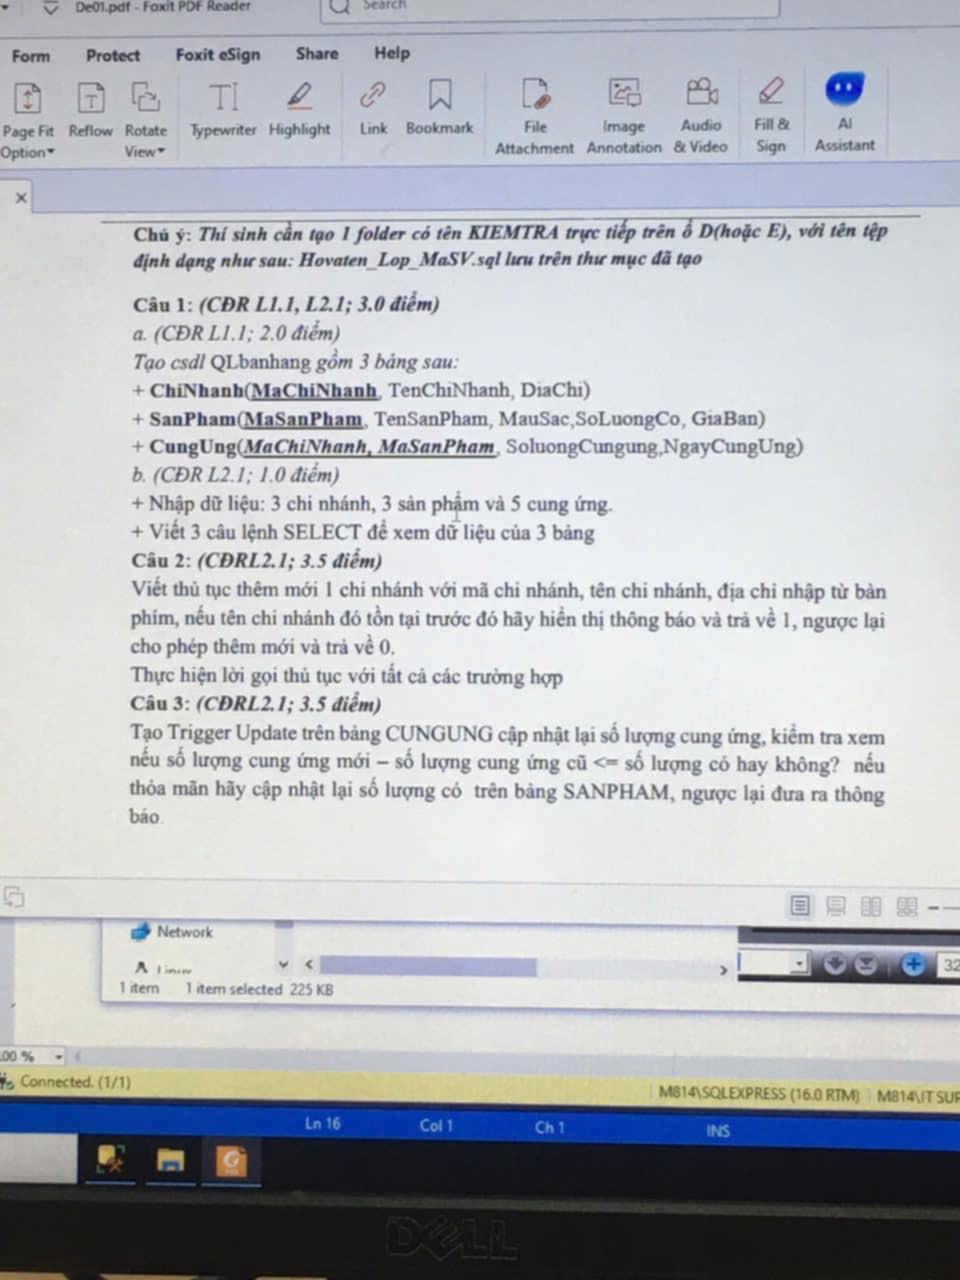 De01.pdf - Foxit PDF Reader
Search
Form Protect Foxit eSign Share Help
Page Fit Option Reflow Rotate View Typewriter Highlight Link Bookmark File Attachment Image Annotation Audio & Video Fill & Sign AI Assistant
Chú ý: Thí sinh cần tạo 1 folder có tên KIEMTRA trực tiếp trên ổ D(hoặc E), với tên tệp
định dạng như sau: Hovaten_Lop_MaSV.sql lưu trên thư mục đã tạo
Câu 1: (CĐR L1.1, L2.1; 3.0 điểm)
a. (CĐR L1.1; 2.0 điểm)
Tạo csdl QLbanhang gồm 3 bảng sau:
+ ChiNhanh(MaChiNhanh, TenChiNhanh, DiaChi)
+ SanPham(MaSanPham, TenSanPham, MauSac,SoLuongCo, GiaBan)
+ CungUng(MaChiNhanh, MaSanPham, SoluongCungung,NgayCungUng)
b. (CĐR L2.1; 1.0 điểm)
+ Nhập dữ liệu: 3 chi nhánh, 3 sản phẩm và 5 cung ứng.
+ Viết 3 câu lệnh SELECT để xem dữ liệu của 3 bảng
Câu 2: (CĐRL2.1; 3.5 điểm)
Viết thủ tục thêm mới 1 chi nhánh với mã chi nhánh, tên chi nhánh, địa chỉ nhập từ bàn
phím, nếu tên chi nhánh đó tồn tại trước đó hãy hiển thị thông báo và trả về 1, ngược lại
cho phép thêm mới và trả về 0.
Thực hiện lời gọi thủ tục với tất cả các trường hợp
Câu 3: (CĐRL2.1; 3.5 điểm)
Tạo Trigger Update trên bảng CUNGUNG cập nhật lại số lượng cung ứng, kiểm tra xem
nếu số lượng cung ứng mới – số lượng cung ứng cũ <= số lượng có hay không? nếu
thỏa mãn hãy cập nhật lại số lượng có trên bảng SANPHAM, ngược lại đưa ra thông
báo.
Network
1 item 1 item selected 225 KB
32
00 %
Connected. (1/1)
M814\SQLEXPRESS (16.0 RTM) M814\IT SUP
Ln 16 Col 1 Ch 1 INS
DELL